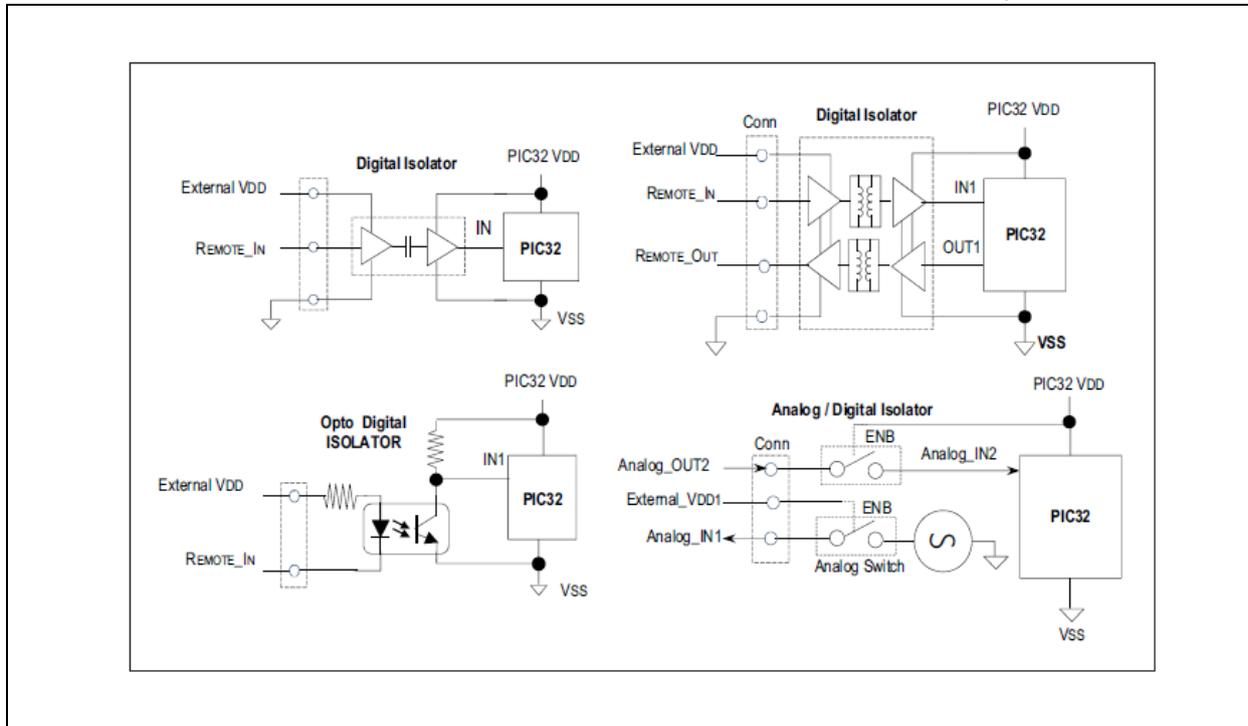 Digital Isolator
PIC32 VDD
External VDD
REMOTE_IN
IN
PIC32
VSS
Conn
Digital Isolator
PIC32 VDD
External VDD
REMOTE_IN
IN1
PIC32
REMOTE_OUT
OUT1
VSS
PIC32 VDD
Opto Digital
ISOLATOR
IN1
External VDD
PIC32
REMOTE_IN
VSS
PIC32 VDD
Analog / Digital Isolator
Conn
ENB
Analog_OUT2
Analog_IN2
External_VDD1
ENB
PIC32
Analog_IN1
Analog Switch
VSS